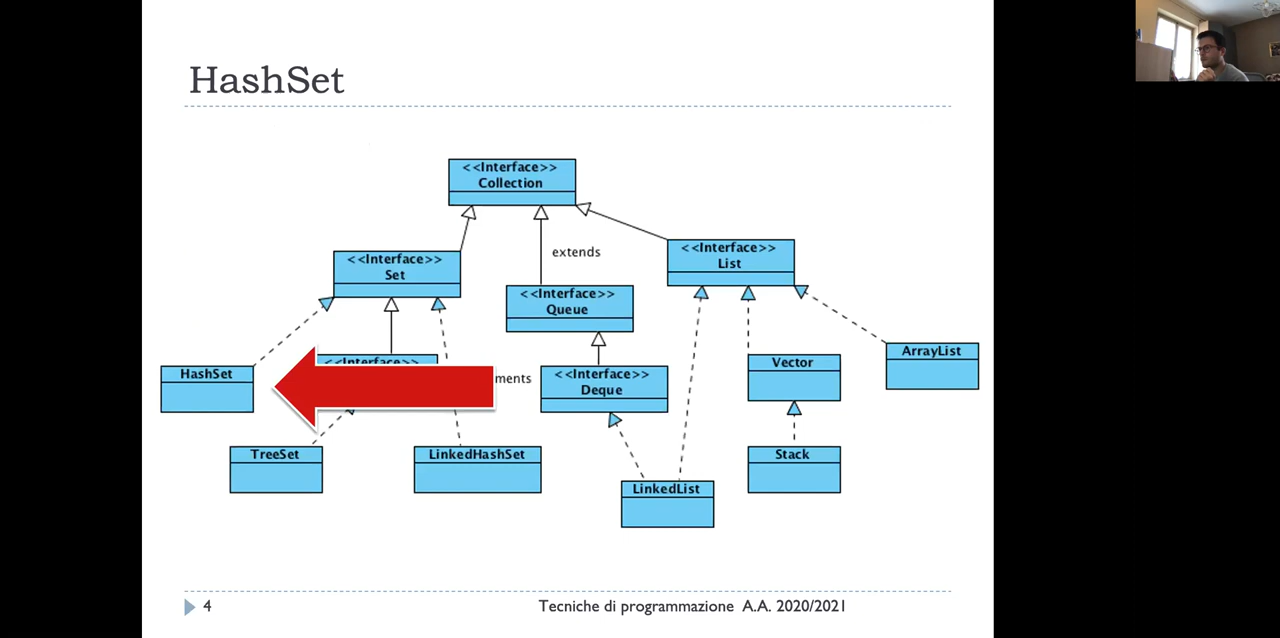 HashSet
<<Interface>>
Collection
<<Interface>>
Set
extends
<<Interface>>
List
<<Interface>>
Queue
HashSet
<<Interface>>
ments
<<Interface>>
Deque
Vector
ArrayList
TreeSet
LinkedHashSet
LinkedList
Stack
4
Tecniche di programmazione A.A. 2020/2021